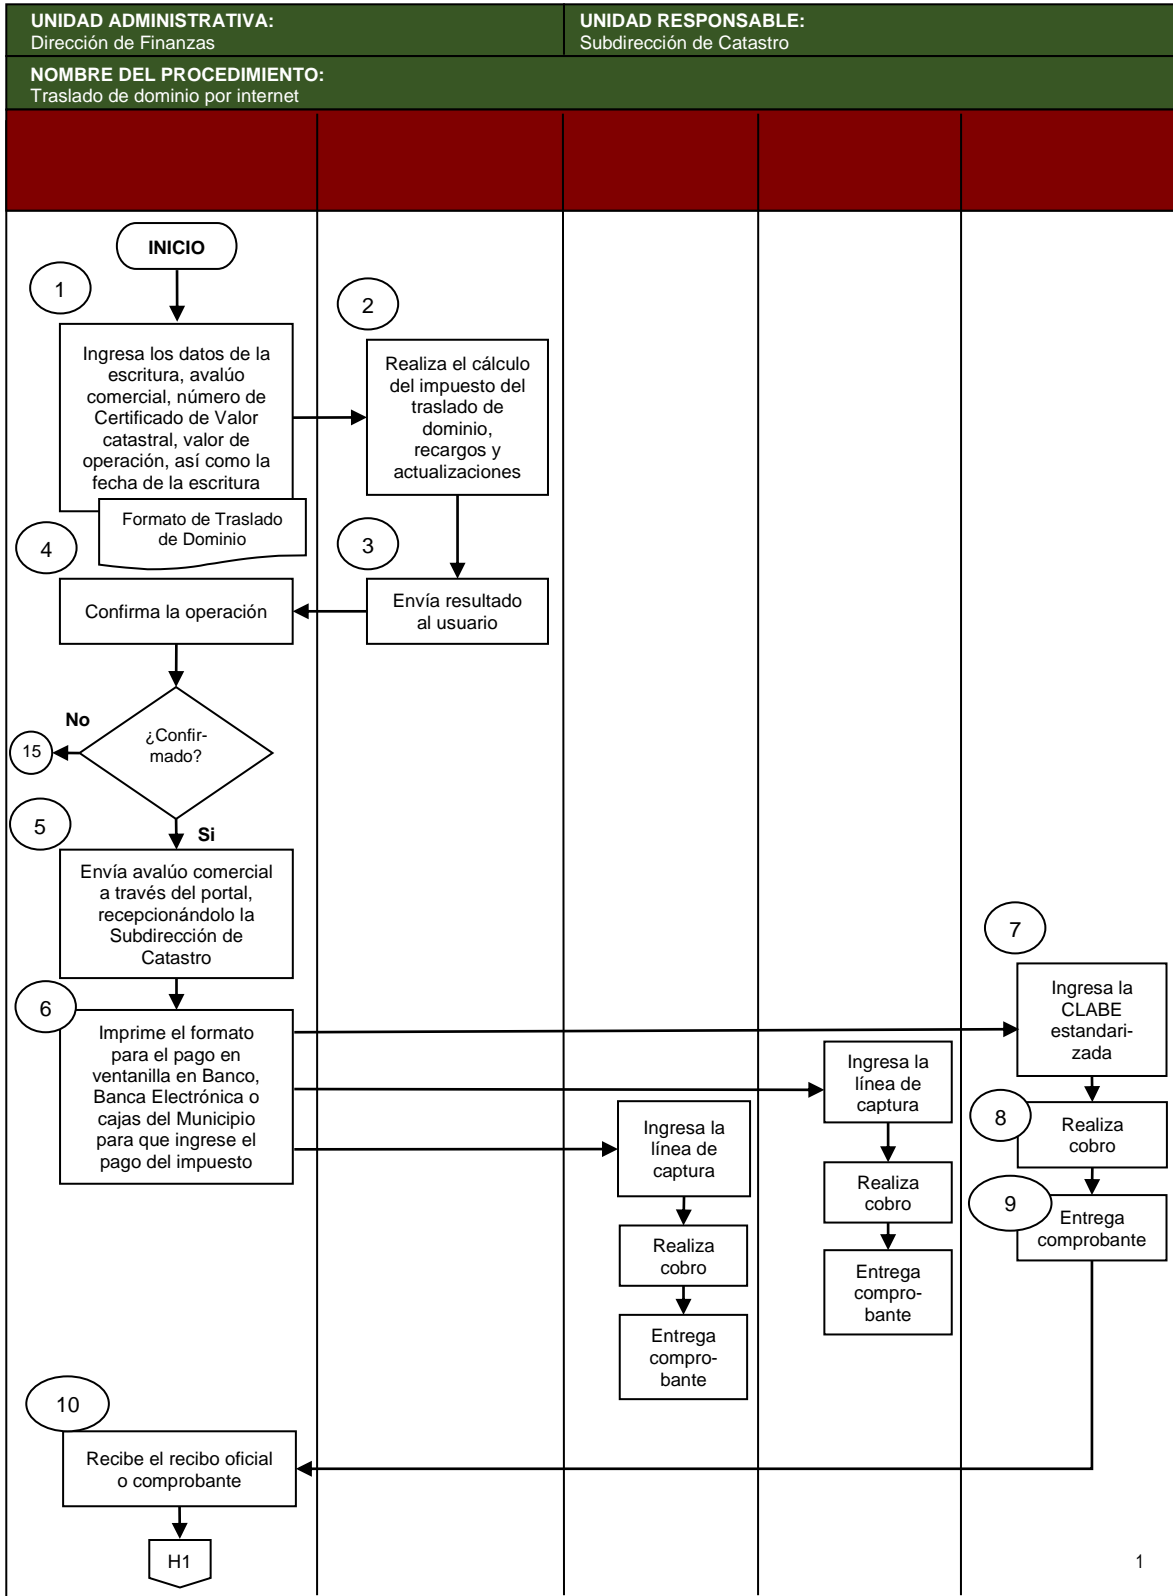 UNIDAD ADMINISTRATIVA:
Dirección de Finanzas
UNIDAD RESPONSABLE:
Subdirección de Catastro
NOMBRE DEL PROCEDIMIENTO:
Traslado de dominio por internet
INICIO
1
Ingresa los datos de la
escritura, avalúo
comercial, número de
Certificado de Valor
catastral, valor de
operación, así como la
fecha de la escritura
Formato de Traslado
de Dominio
2
Realiza el cálculo
del impuesto del
traslado de
dominio,
recargos y
actualizaciones
3
Envía resultado
al usuario
4
Confirma la operación
¿Confir-
mado?
No
15
Si
5
Envía avalúo comercial
a través del portal,
recepcionándolo la
Subdirección de
Catastro
6
Imprime el formato
para el pago en
ventanilla en Banco,
Banca Electrónica o
cajas del Municipio
para que ingrese el
pago del impuesto
Ingresa la
línea de
captura
Realiza
cobro
Entrega
compro-
bante
Ingresa la
línea de
captura
Realiza
cobro
Entrega
compro-
bante
7
Ingresa la
CLABE
estandari-
zada
8
Realiza
cobro
9
Entrega
comprobante
10
Recibe el recibo oficial
o comprobante
H1
1